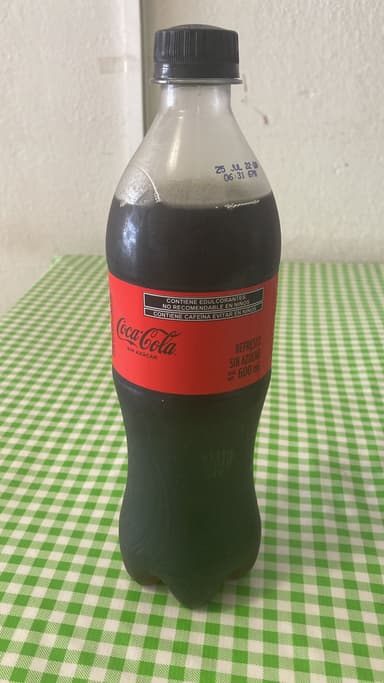 25 JUL 22
06:31
CONTIENE EDULCORANTES,
NO RECOMENDABLE EN NIÑOS
CONTIENE CAFEÍNA EVITAR EN NIÑOS
Coca-Cola
SIN AZÚCAR
REFRESCO
SIN AZÚCAR
600 ml